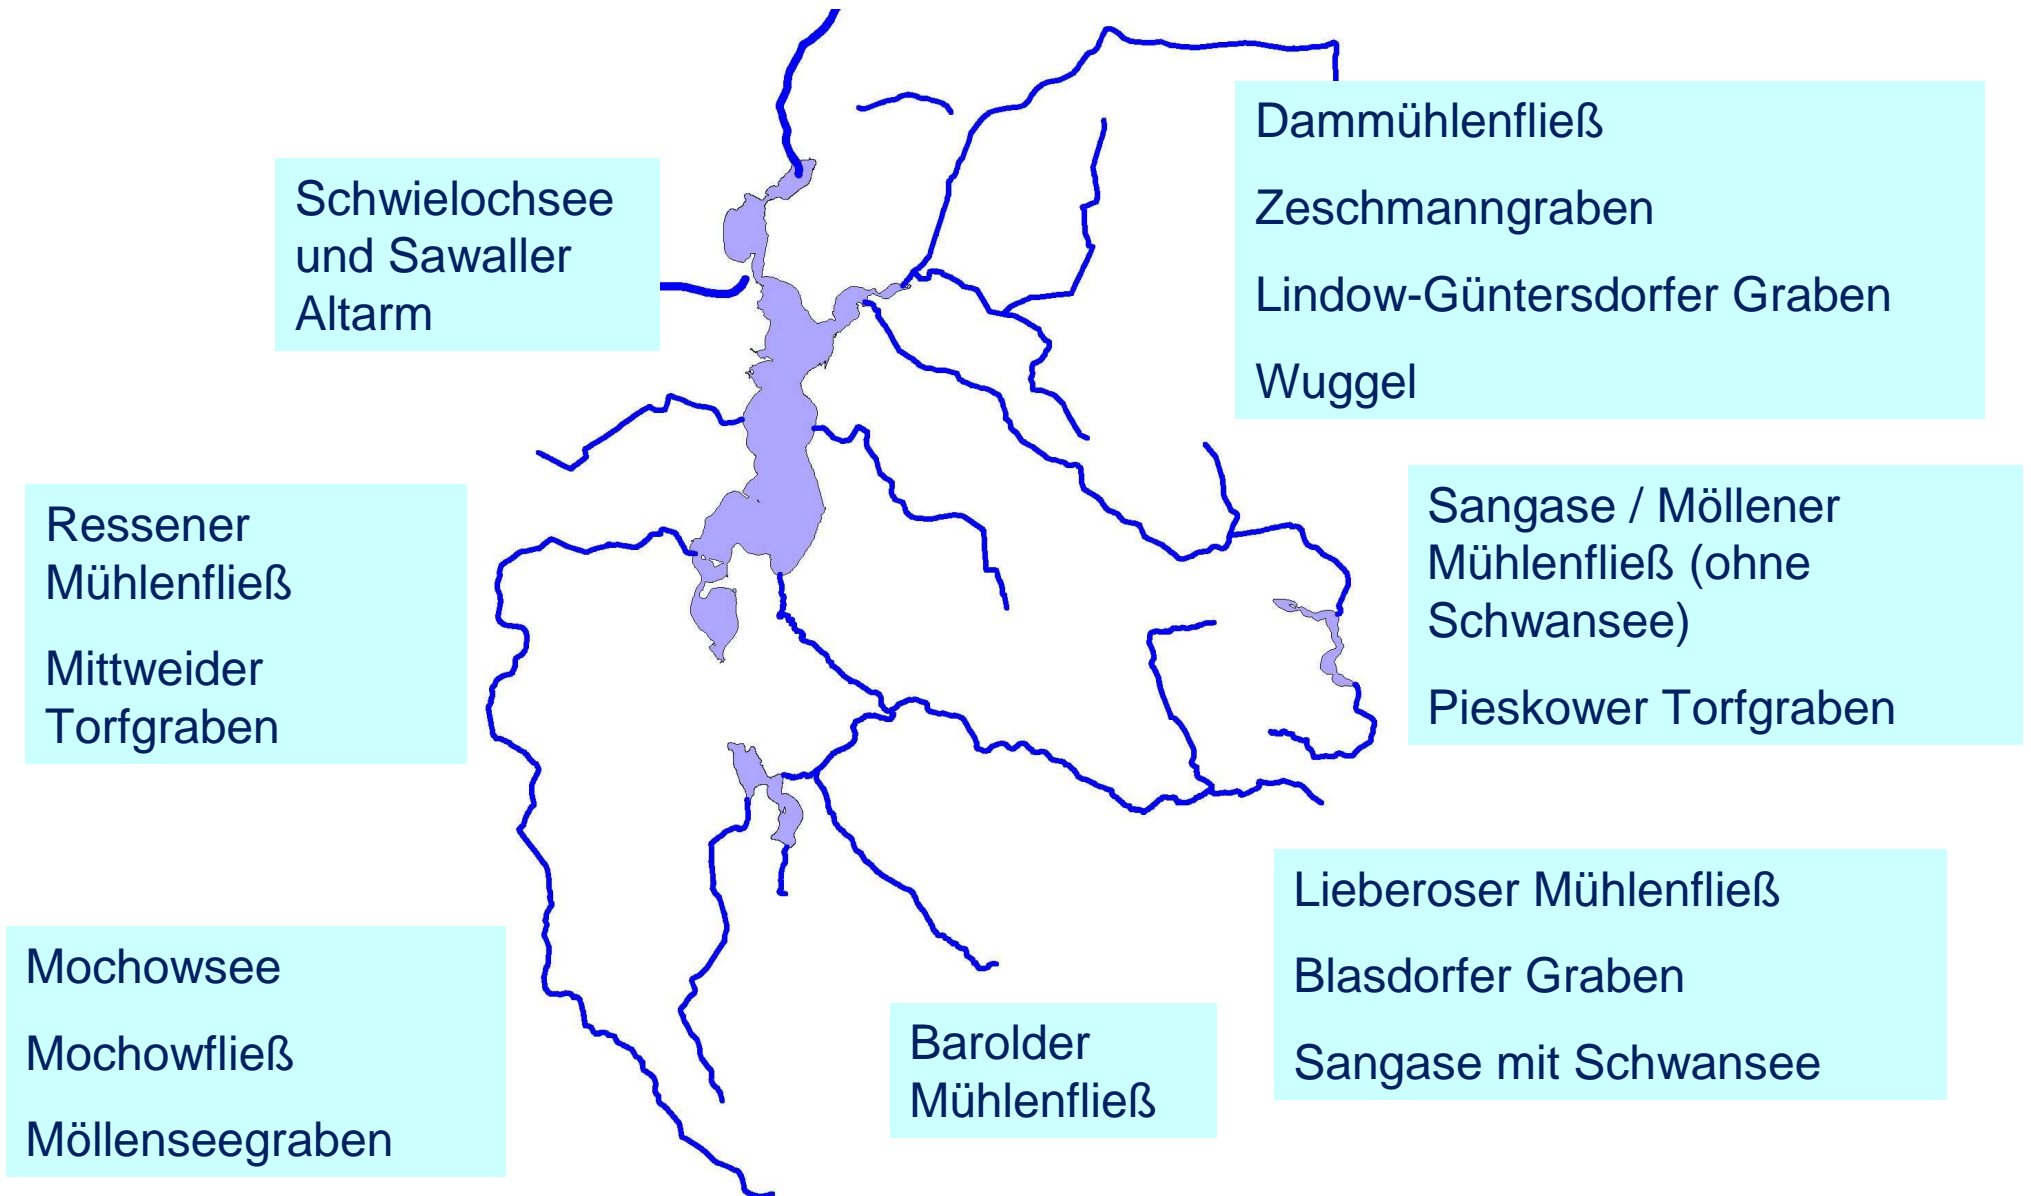 Schwielochsee
und Sawaller
Altarm
Dammühlenfließ
Zeschmanngraben
Lindow-Güntersdorfer Graben
Wuggel
Ressener
Mühlenfließ
Mittweider
Torfgraben
Sangase / Möllener
Mühlenfließ (ohne
Schwansee)
Pieskower Torfgraben
Mochowsee
Mochowfließ
Möllenseegraben
Barolder
Mühlenfließ
Lieberoser Mühlenfließ
Blasdorfer Graben
Sangase mit Schwansee